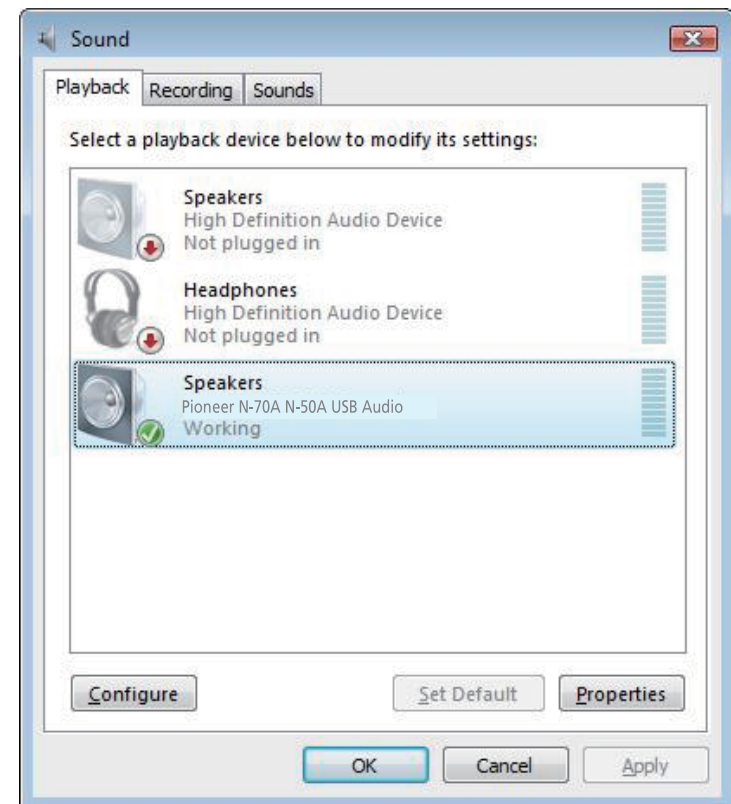 Sound
Playback Recording Sounds
Select a playback device below to modify its settings:
Speakers
High Definition Audio Device
Not plugged in
Headphones
High Definition Audio Device
Not plugged in
Speakers
Pioneer N-70A N-50A USB Audio
Working
Configure Set Default Properties
OK Cancel Apply